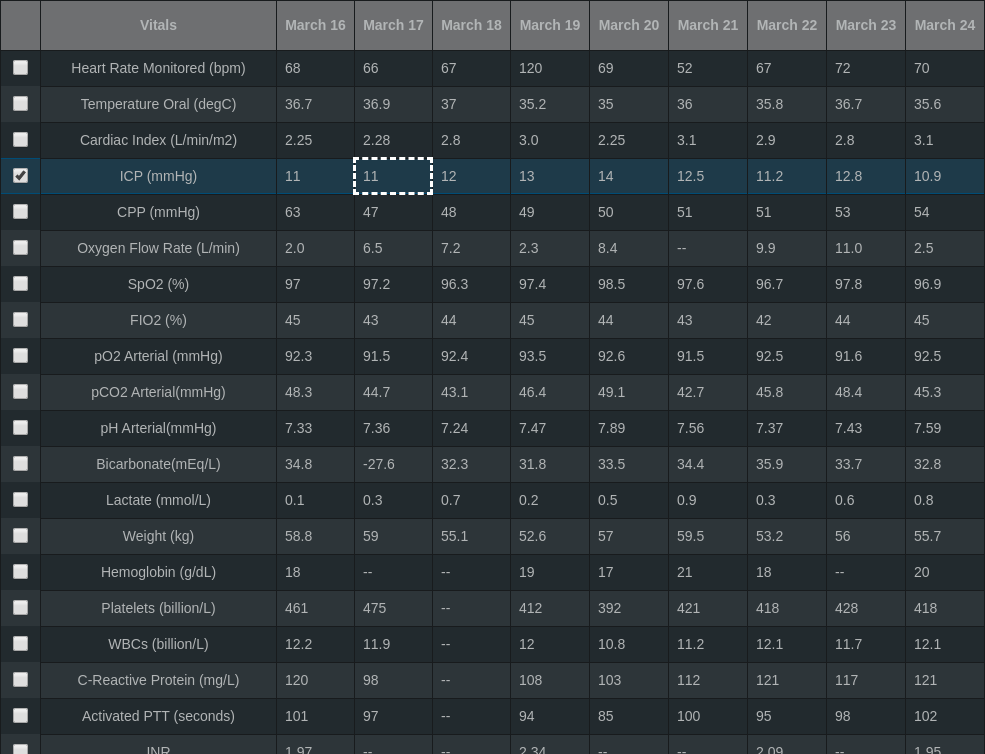 Vitals March 16 March 17 March 18 March 19 March 20 March 21 March 22 March 23 March 24
Heart Rate Monitored (bpm) 68 66 67 120 69 52 67 72 70
Temperature Oral (degC) 36.7 36.9 37 35.2 35 36 35.8 36.7 35.6
Cardiac Index (L/min/m2) 2.25 2.28 2.8 3.0 2.25 3.1 2.9 2.8 3.1
ICP (mmHg) 11 11 12 13 14 12.5 11.2 12.8 10.9
CPP (mmHg) 63 47 48 49 50 51 51 53 54
Oxygen Flow Rate (L/min) 2.0 6.5 7.2 2.3 8.4 -- 9.9 11.0 2.5
SpO2 (%) 97 97.2 96.3 97.4 98.5 97.6 96.7 97.8 96.9
FIO2 (%) 45 43 44 45 44 43 42 44 45
pO2 Arterial (mmHg) 92.3 91.5 92.4 93.5 92.6 91.5 92.5 91.6 92.5
pCO2 Arterial(mmHg) 48.3 44.7 43.1 46.4 49.1 42.7 45.8 48.4 45.3
pH Arterial(mmHg) 7.33 7.36 7.24 7.47 7.89 7.56 7.37 7.43 7.59
Bicarbonate(mEq/L) 34.8 -27.6 32.3 31.8 33.5 34.4 35.9 33.7 32.8
Lactate (mmol/L) 0.1 0.3 0.7 0.2 0.5 0.9 0.3 0.6 0.8
Weight (kg) 58.8 59 55.1 52.6 57 59.5 53.2 56 55.7
Hemoglobin (g/dL) 18 -- -- 19 17 21 18 -- 20
Platelets (billion/L) 461 475 -- 412 392 421 418 428 418
WBCs (billion/L) 12.2 11.9 -- 12 10.8 11.2 12.1 11.7 12.1
C-Reactive Protein (mg/L) 120 98 -- 108 103 112 121 117 121
Activated PTT (seconds) 101 97 -- 94 85 100 95 98 102
INR 1.97 -- -- 2.34 -- -- 2.09 -- 1.95